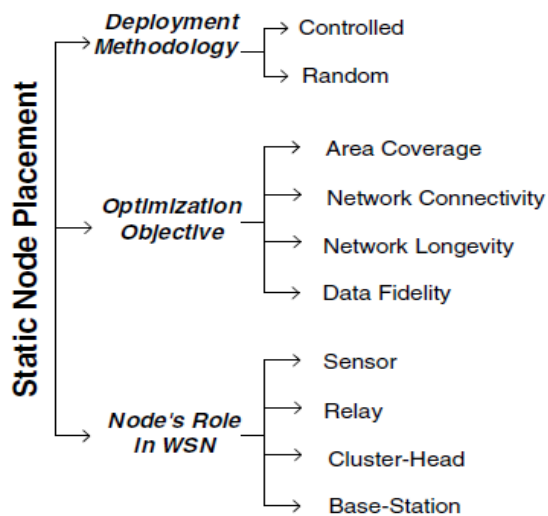 Static Node Placement
Deployment
Methodology
Controlled
Random
Optimization
Objective
Area Coverage
Network Connectivity
Network Longevity
Data Fidelity
Node's Role
in WSN
Sensor
Relay
Cluster-Head
Base-Station